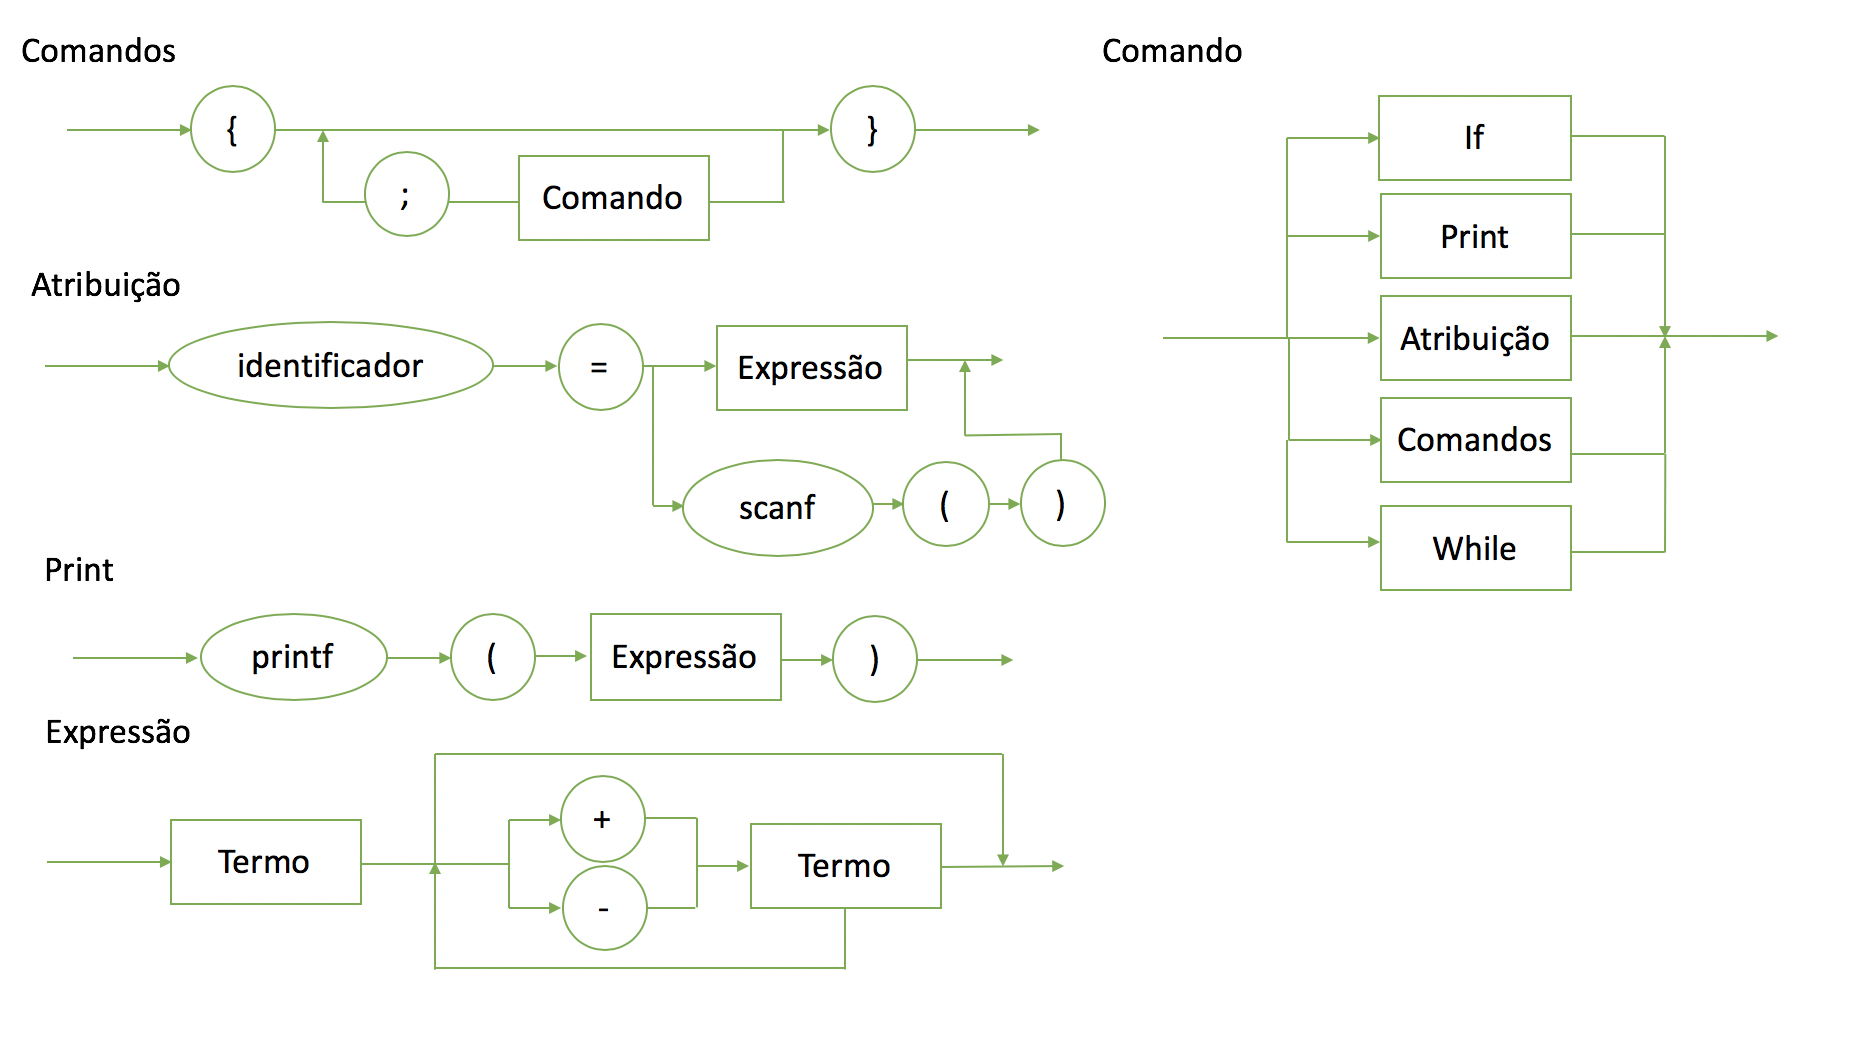 Comandos
{
}
;
Comando
Atribuição
identificador
=
Expressão
scanf
(
)
Print
printf
(
Expressão
)
Expressão
Termo
+
-
Termo
Comando
If
Print
Atribuição
Comandos
While